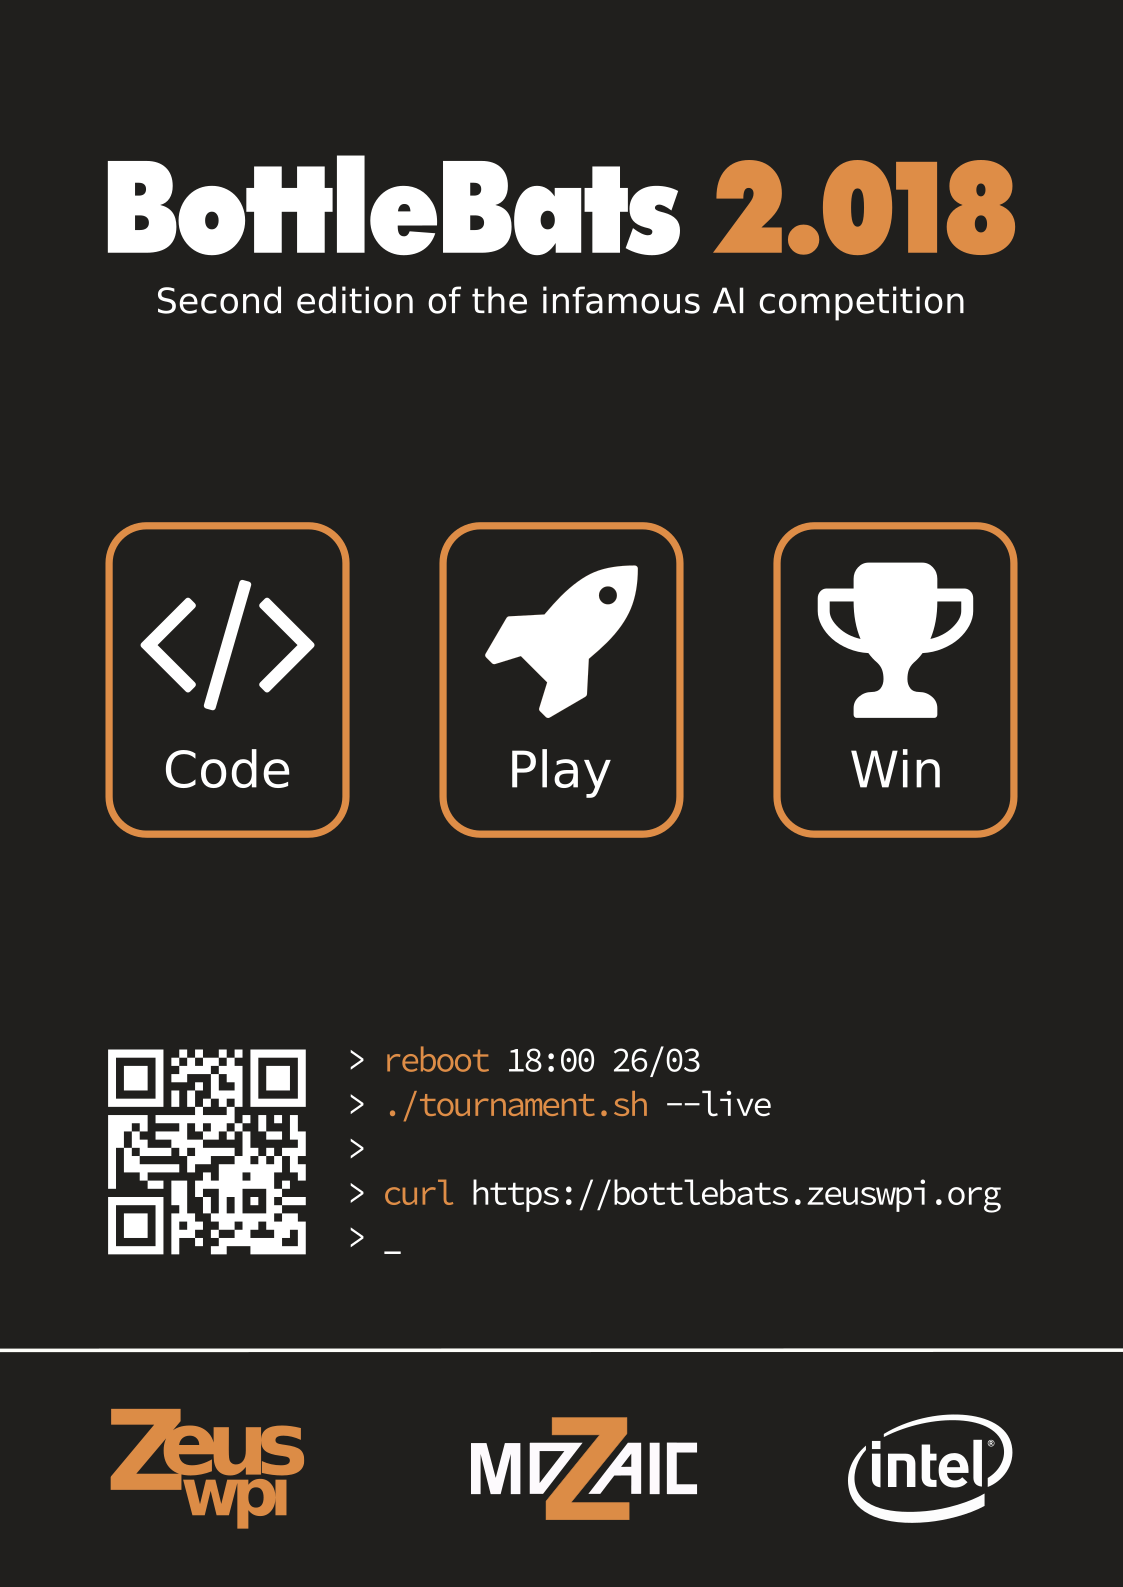 BottleBats 2.018
Second edition of the infamous AI competition
Code
Play
Win
> reboot 18:00 26/03
> ./tournament.sh --live
>
> curl https://bottlebats.zeuswpi.org
> _
Zeus
wpi
MOZAIC
intel®